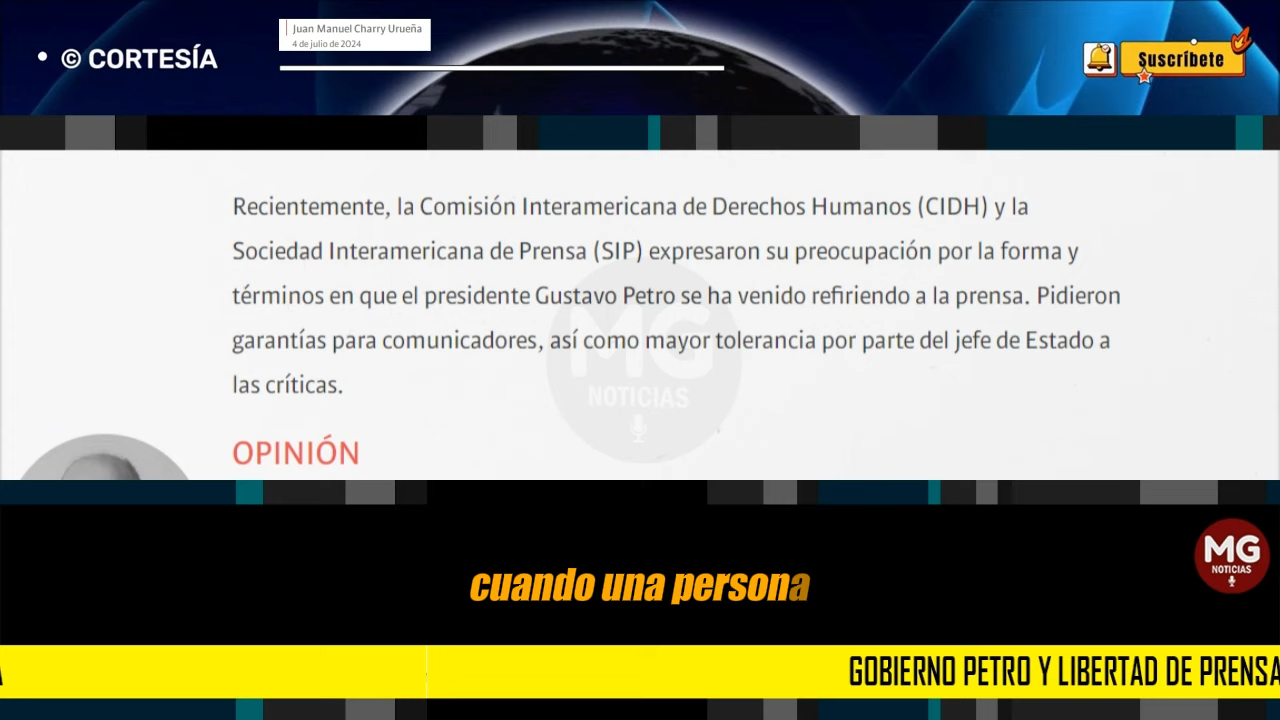 Juan Manuel Charry Urueña
4 de julio de 2024
• © CORTESÍA
Suscríbete
Recientemente, la Comisión Interamericana de Derechos Humanos (CIDH) y la
Sociedad Interamericana de Prensa (SIP) expresaron su preocupación por la forma y
términos en que el presidente Gustavo Petro se ha venido refiriendo a la prensa. Pidieron
garantías para comunicadores, así como mayor tolerancia por parte del jefe de Estado a
las críticas.
MG
NOTICIAS
OPINIÓN
MG
NOTICIAS
cuando una persona
GOBIERNO PETRO Y LIBERTAD DE PRENSA